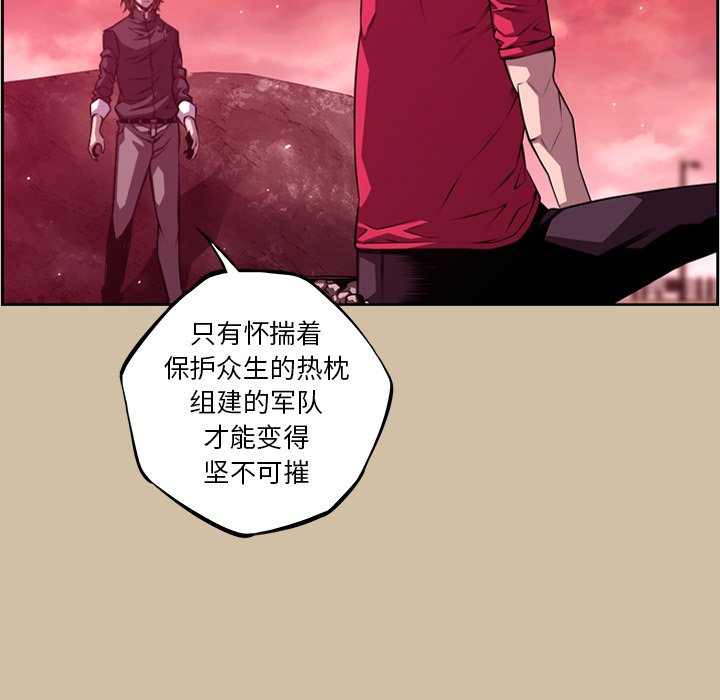 只有怀揣着
保护众生的热枕
组建的军队
才能变得
坚不可摧